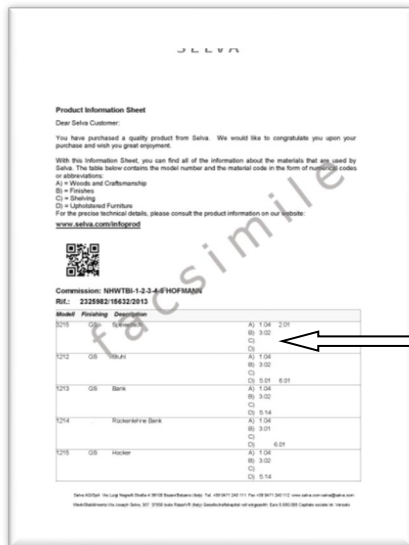 SELVA
Product Information Sheet
Dear Selva Customer:
You have purchased a quality product from Selva. We would like to congratulate you upon your
purchase and wish you great enjoyment.
With this Information Sheet, you can find all of the information about the materials that are used by
Selva. The table below contains the model number and the material code in the form of numerical codes
or abbreviations:
A) = Woods and Craftsmanship
B) = Finishes
C) = Shelving
D) = Upholstered Furniture
For the precise technical details, please consult the product information on our website:
www.selva.com/infoprod
facsimile
Commission: NHWTBI-1-2-3-4-5 HOFMANN
Rif.: 2325982/15632/2013
Modell Finishing Description
3215 GS A) 1.04 2.01
B) 3.02
C)
D)
1212 GS Stuhl A) 1.04
B) 3.02
C)
D) 5.01 6.01
1213 GS Bank A) 1.04
B) 3.02
C)
D) 5.14
1214 Rückenlehne Bank A) 1.04
B) 3.01
C)
D) 6.01
1215 GS Hocker A) 1.04
B) 3.02
C)
D) 5.14